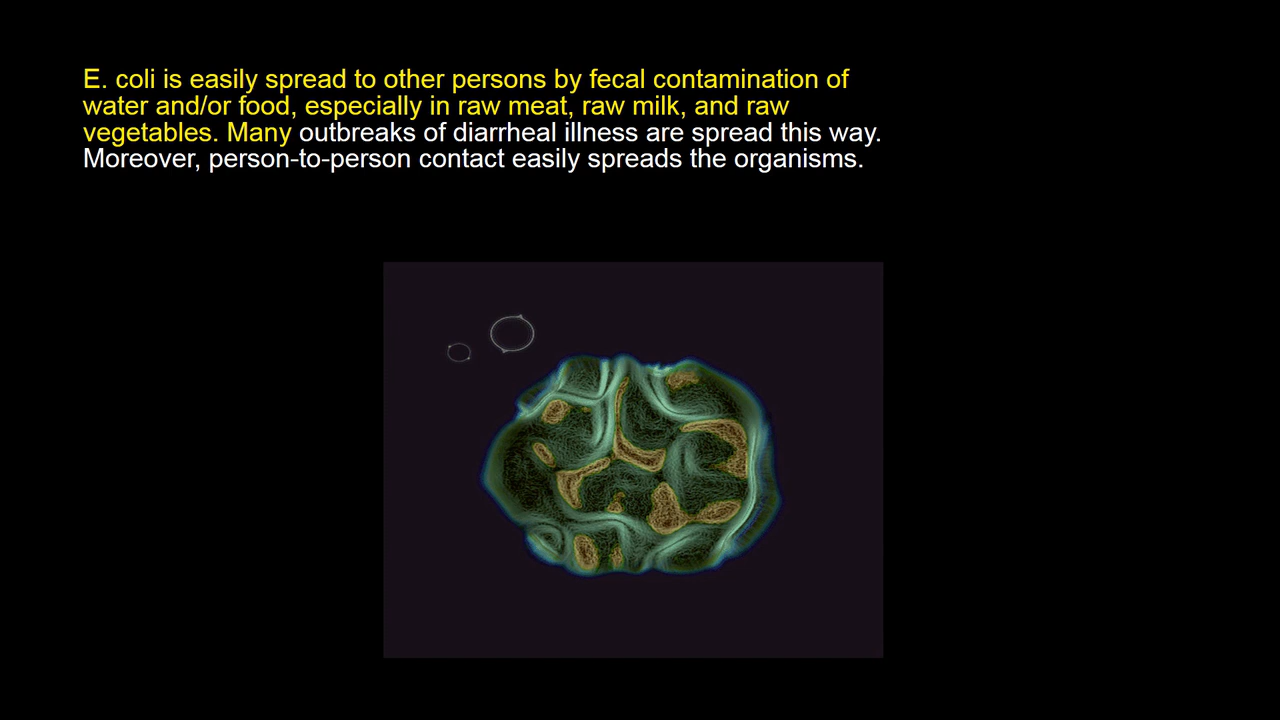 E. coli is easily spread to other persons by fecal contamination of
water and/or food, especially in raw meat, raw milk, and raw
vegetables. Many outbreaks of diarrheal illness are spread this way.
Moreover, person-to-person contact easily spreads the organisms.